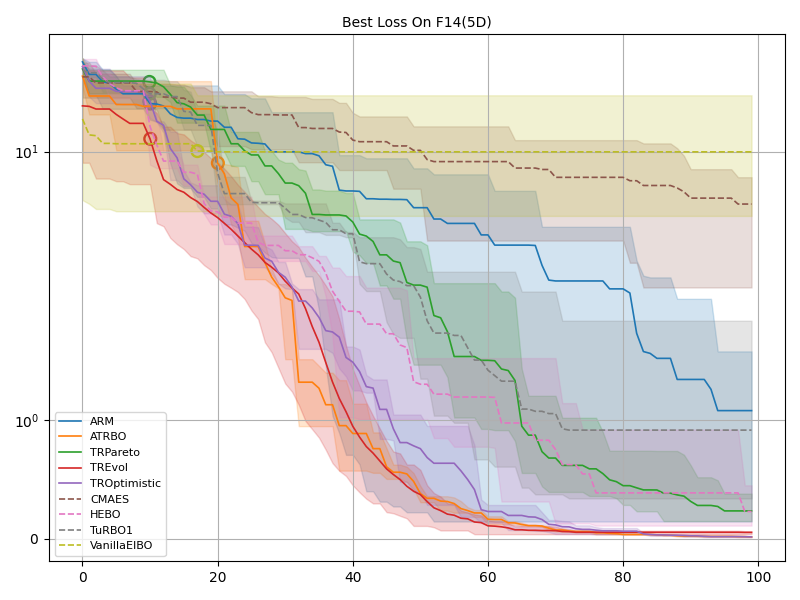 Best Loss On F14(5D)
10¹
10⁰
0
ARM
ATRBO
TRPareto
TREvol
TROptimistic
CMAES
HEBO
TuRBO1
VanillaEIBO
0 20 40 60 80 100